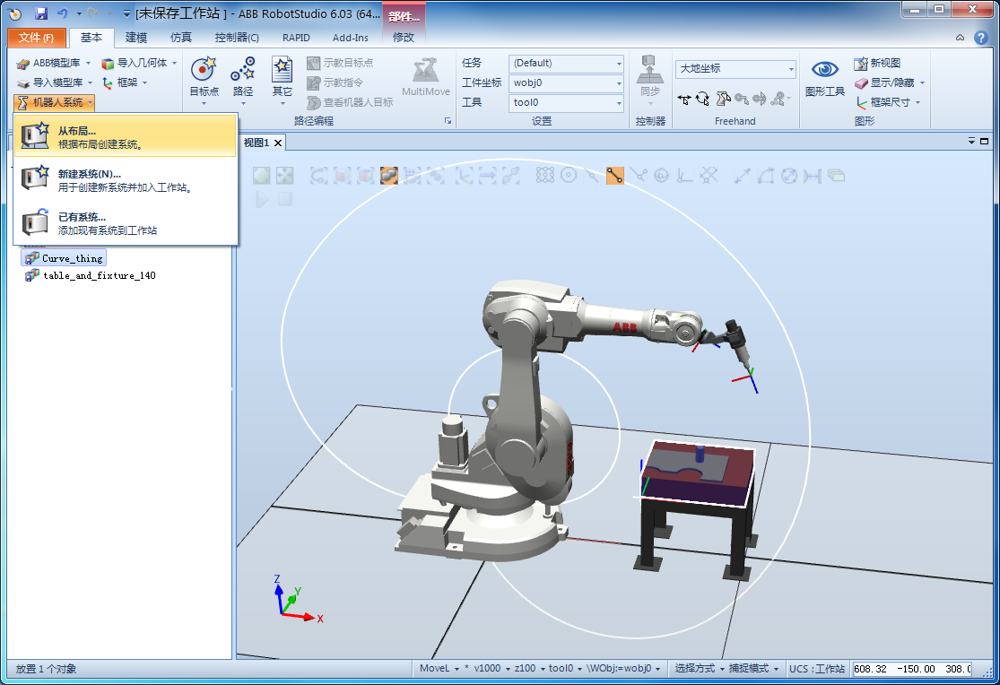 [未保存工作站 ] - ABB RobotStudio 6.03 (64...
部件...
文件(F) 基本 建模 仿真 控制器(C) RAPID Add-Ins 修改
ABB模型库 导入几何体
导入模型库 框架
机器人系统
目标点 路径 其它
示教目标点
示教指令
查看机器人目标
MultiMove
路径编程
任务 (Default)
工件坐标 wobj0
工具 tool0
设置
同步
控制器
大地坐标
Freehand
图形工具
新视图
显示/隐藏
框架尺寸
图形
从布局...
根据布局创建系统。
新建系统(N)...
用于创建新系统并加入工作站。
已有系统...
添加现有系统到工作站
视图1
Curve_thing
table_and_fixture_140
ABB
Z
Y
X
放置 1 个对象
MoveL * v1000 z100 tool0 \WObj:=wobj0 选择方式 捕捉模式 UCS : 工作站 608.32 -150.00 308.0